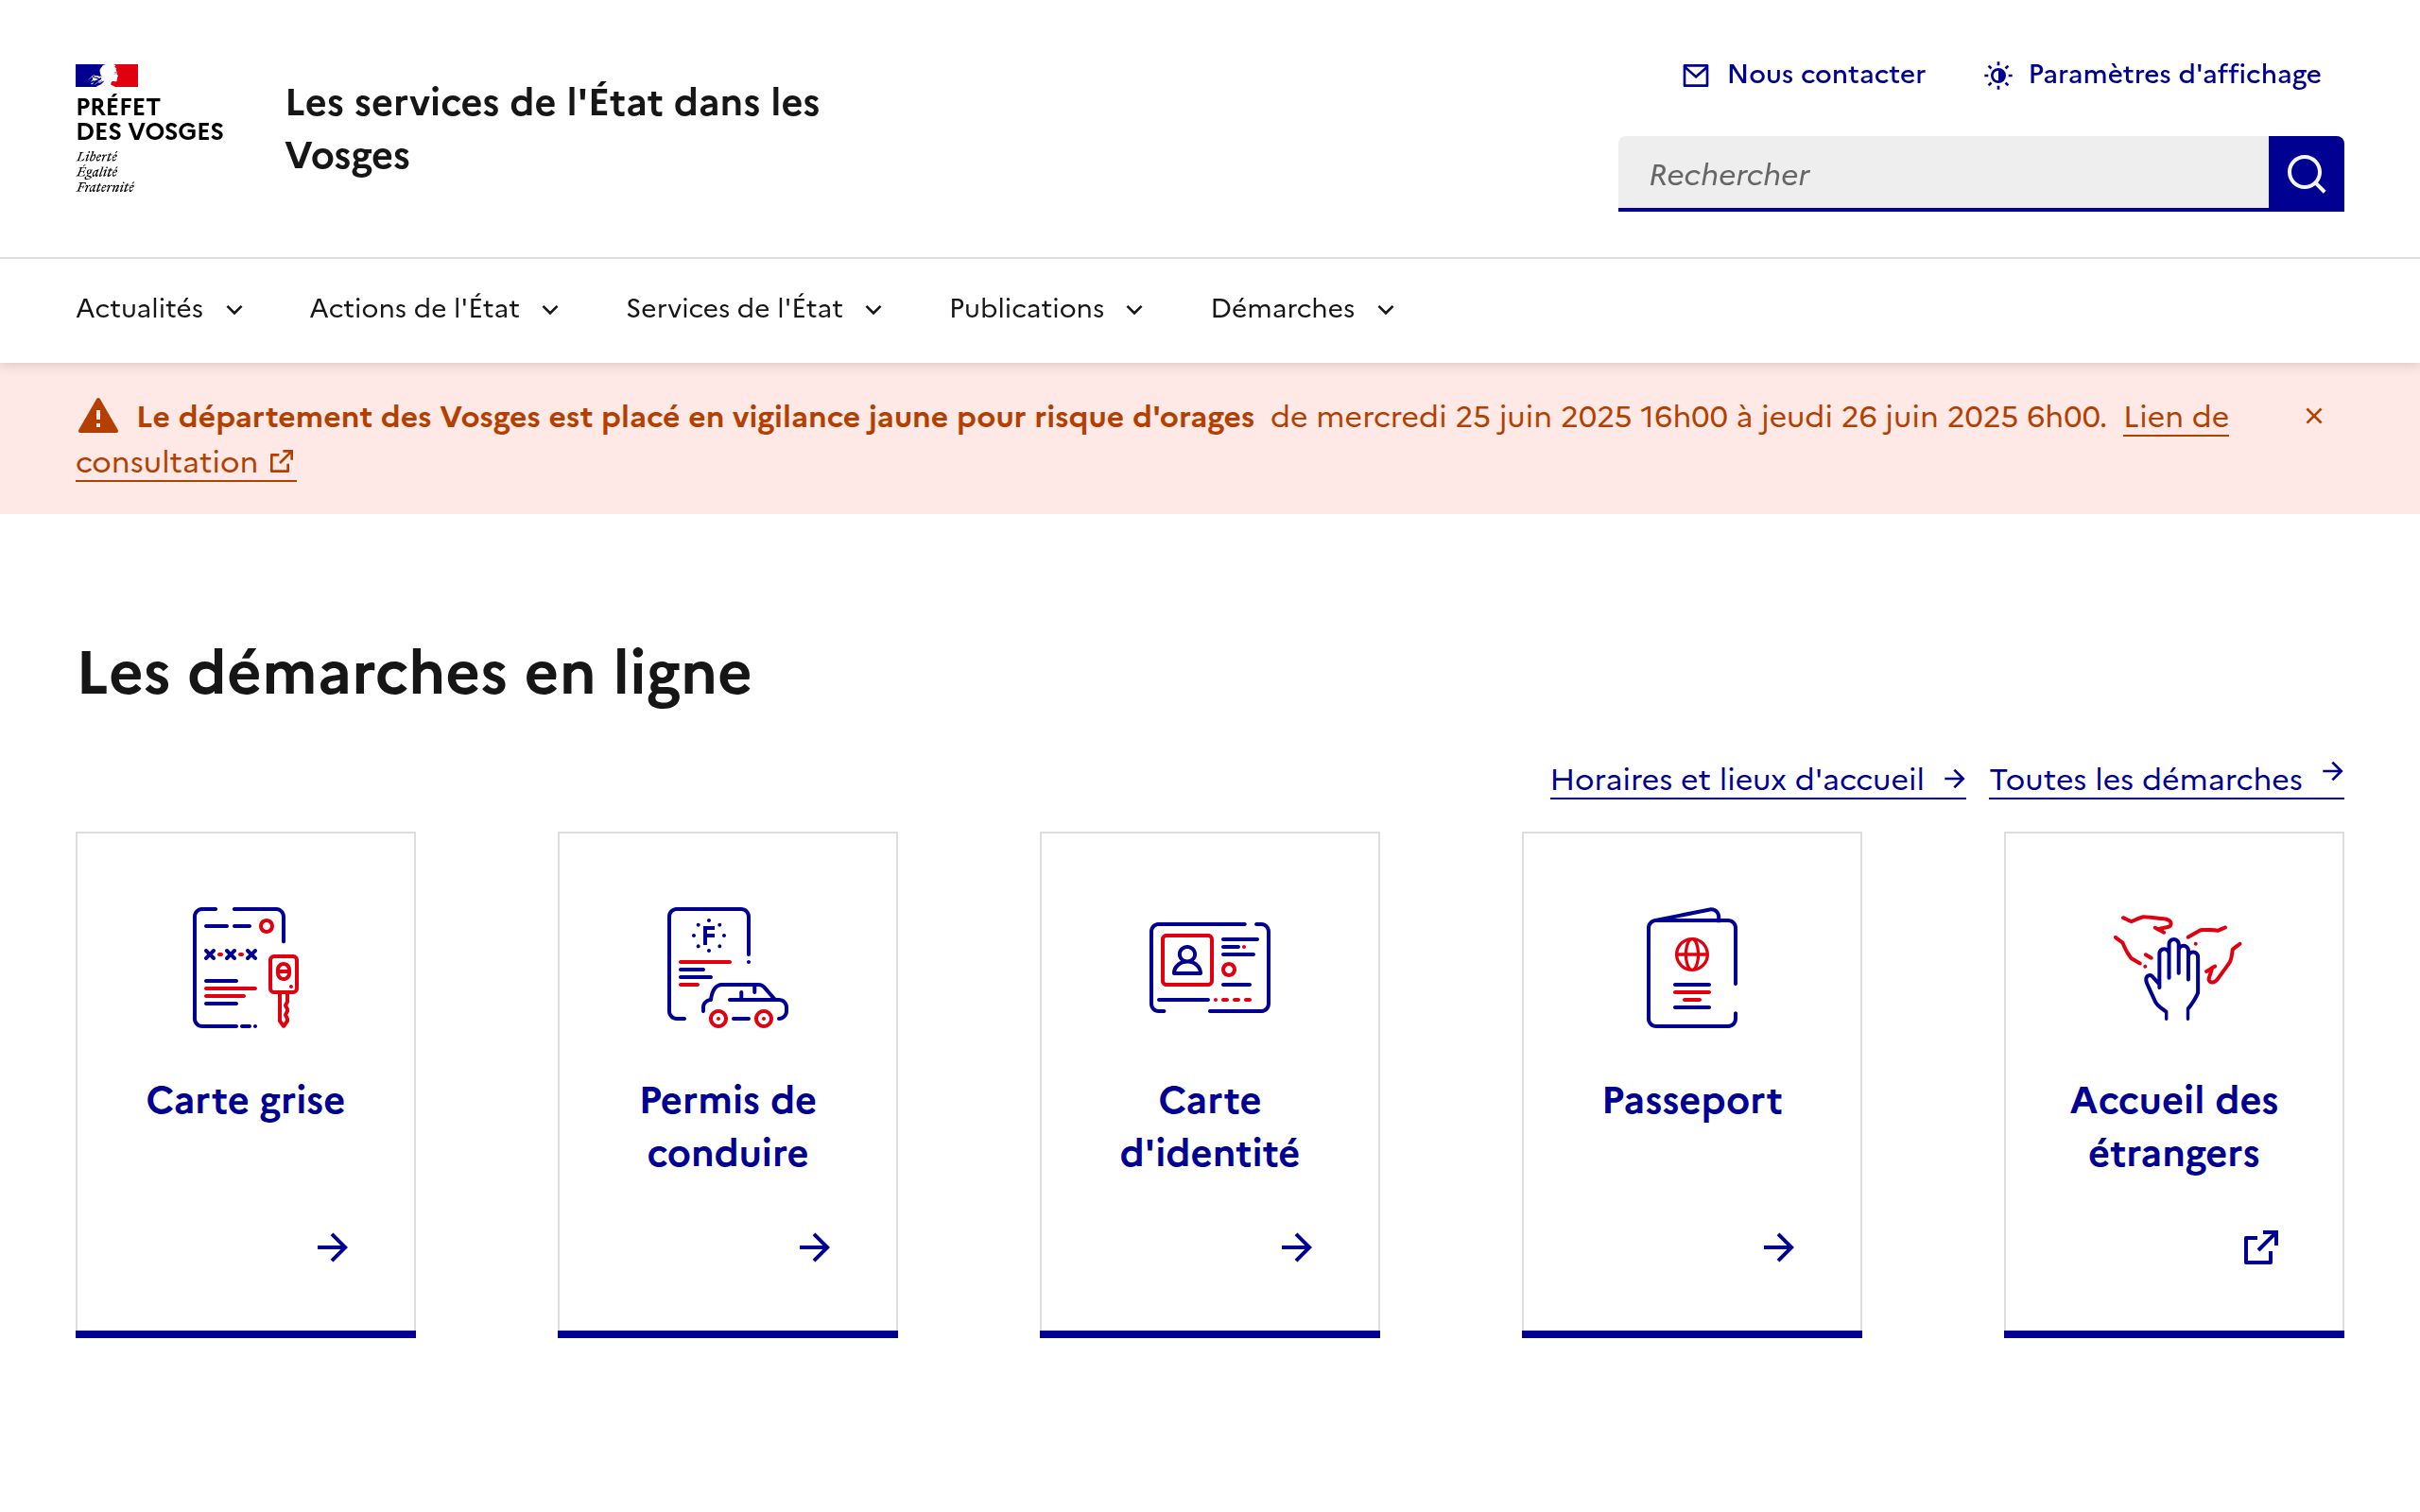 PRÉFET
DES VOSGES
Liberté
Égalité
Fraternité
Les services de l'État dans les
Vosges
Nous contacter
Paramètres d'affichage
Rechercher
Actualités
Actions de l'État
Services de l'État
Publications
Démarches
Le département des Vosges est placé en vigilance jaune pour risque d'orages de mercredi 25 juin 2025 16h00 à jeudi 26 juin 2025 6h00. Lien de
consultation
Les démarches en ligne
Horaires et lieux d'accueil
Toutes les démarches
F
Carte grise
Permis de
conduire
Carte
d'identité
Passeport
Accueil des
étrangers